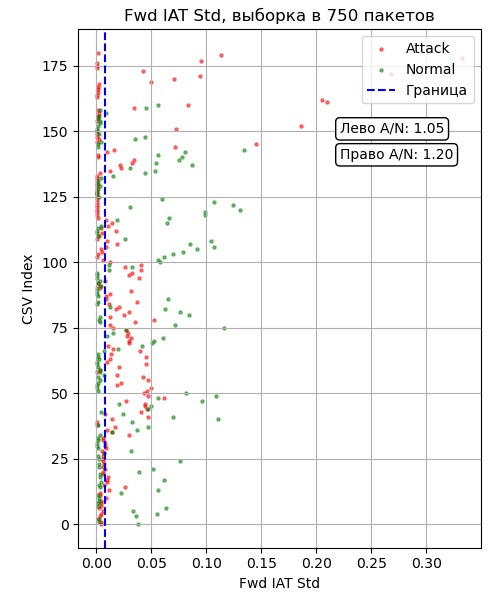 Fwd IAT Std, выборка в 750 пакетов
Attack
Normal
Граница
Лево A/N: 1.05
Право A/N: 1.20
CSV Index
175
150
125
100
75
50
25
0
0.00 0.05 0.10 0.15 0.20 0.25 0.30
Fwd IAT Std